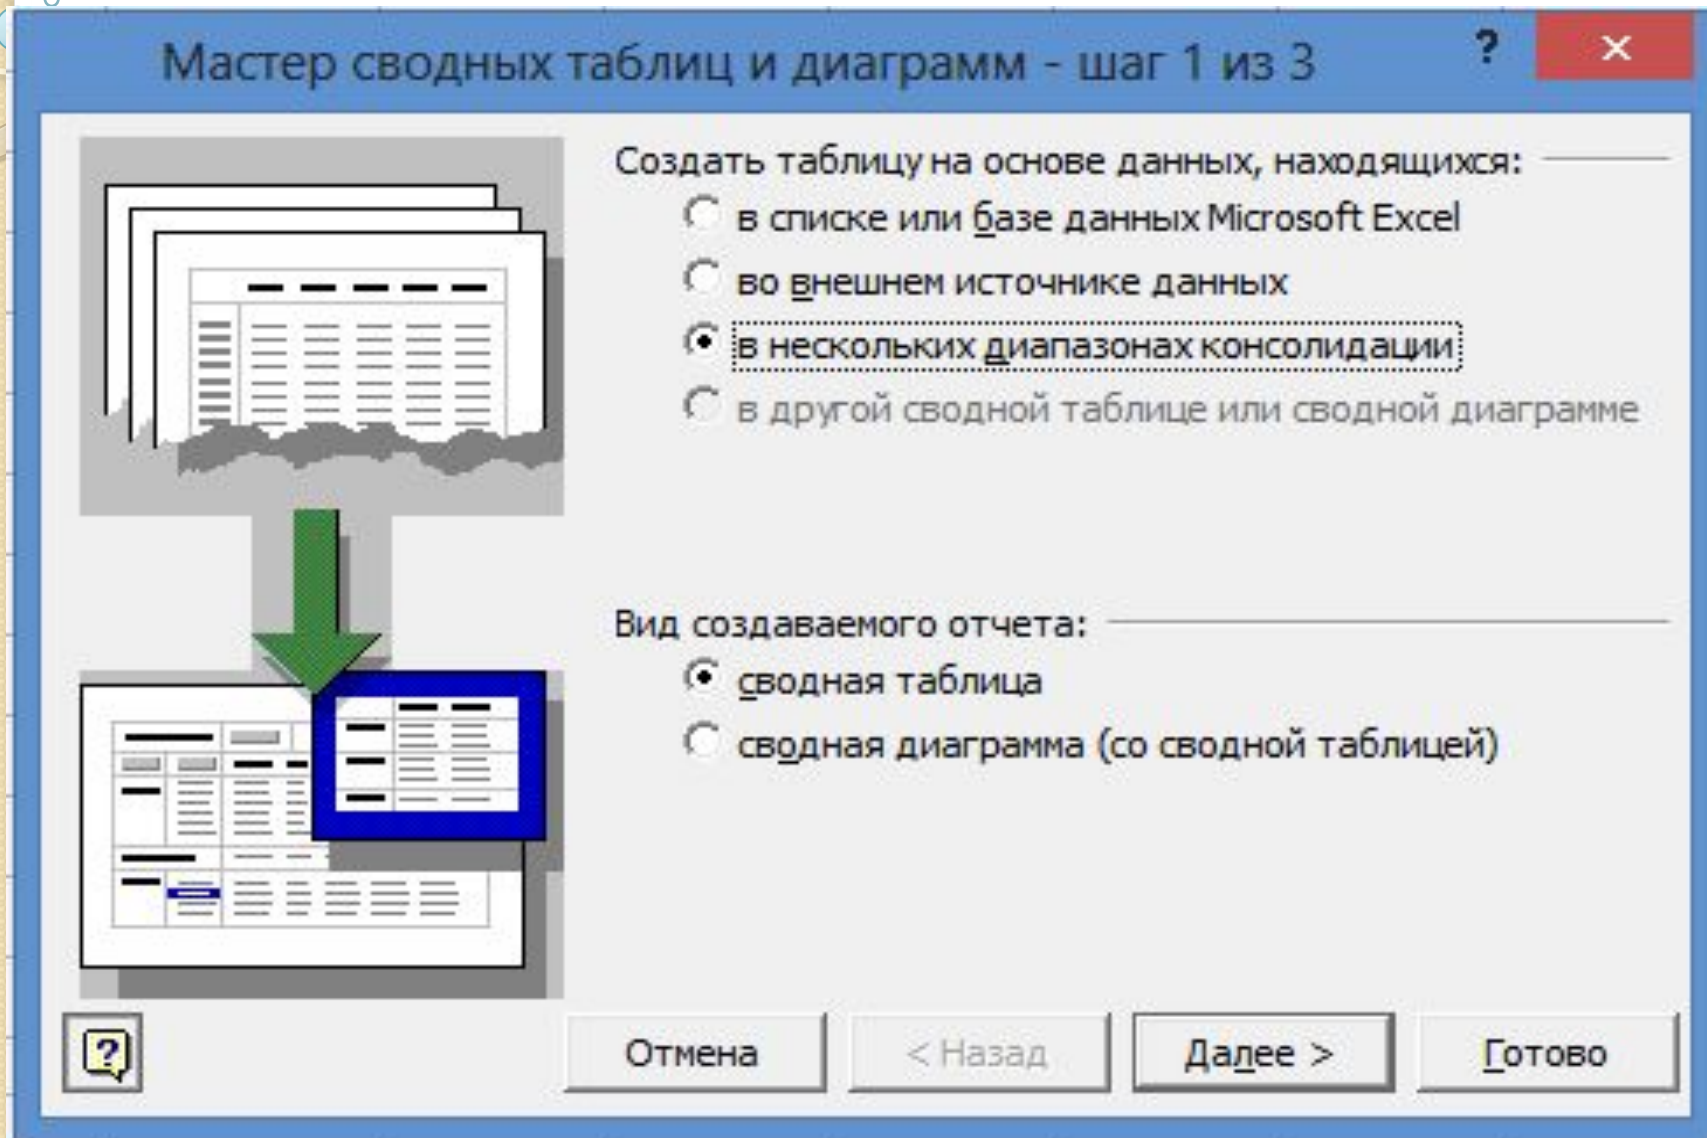 Мастер сводных таблиц и диаграмм - шаг 1 из 3
?
Создать таблицу на основе данных, находящихся:
в списке или базе данных Microsoft Excel
во внешнем источнике данных
в нескольких диапазонах консолидации
в другой сводной таблице или сводной диаграмме
Вид создаваемого отчета:
сводная таблица
сводная диаграмма (со сводной таблицей)
?
Отмена
< Назад
Далее >
Готово